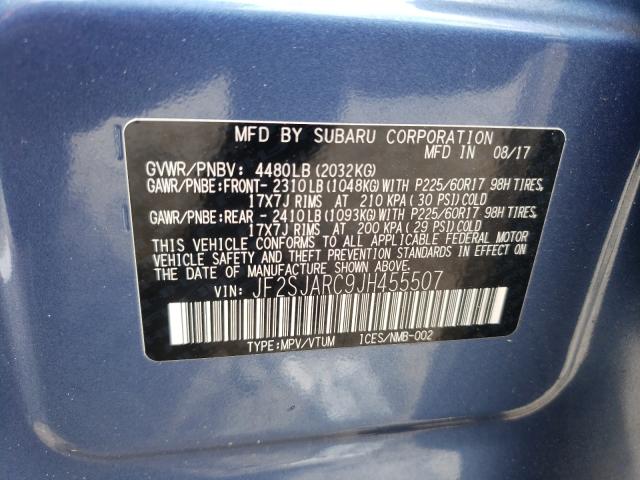 MFD BY SUBARU CORPORATION
MFD IN 08/17
GVWR/PNBV: 4480LB (2032KG)
GAWR/PNBE:FRONT- 2310LB (1048KG) WITH P225/60R17 98H TIRES,
17X7J RIMS AT 210 KPA (30 PSI) COLD
GAWR/PNBE:REAR - 2410LB (1093KG) WITH P225/60R17 98H TIRES,
17X7J RIMS AT 200 KPA (29 PSI) COLD
THIS VEHICLE CONFORMS TO ALL APPLICABLE FEDERAL MOTOR
VEHICLE SAFETY AND THEFT PREVENTION STANDARDS IN EFFECT ON
THE DATE OF MANUFACTURE SHOWN ABOVE.
VIN: JF2SJARC9JH455507
TYPE:MPV/VTUM ICES/NMB-002